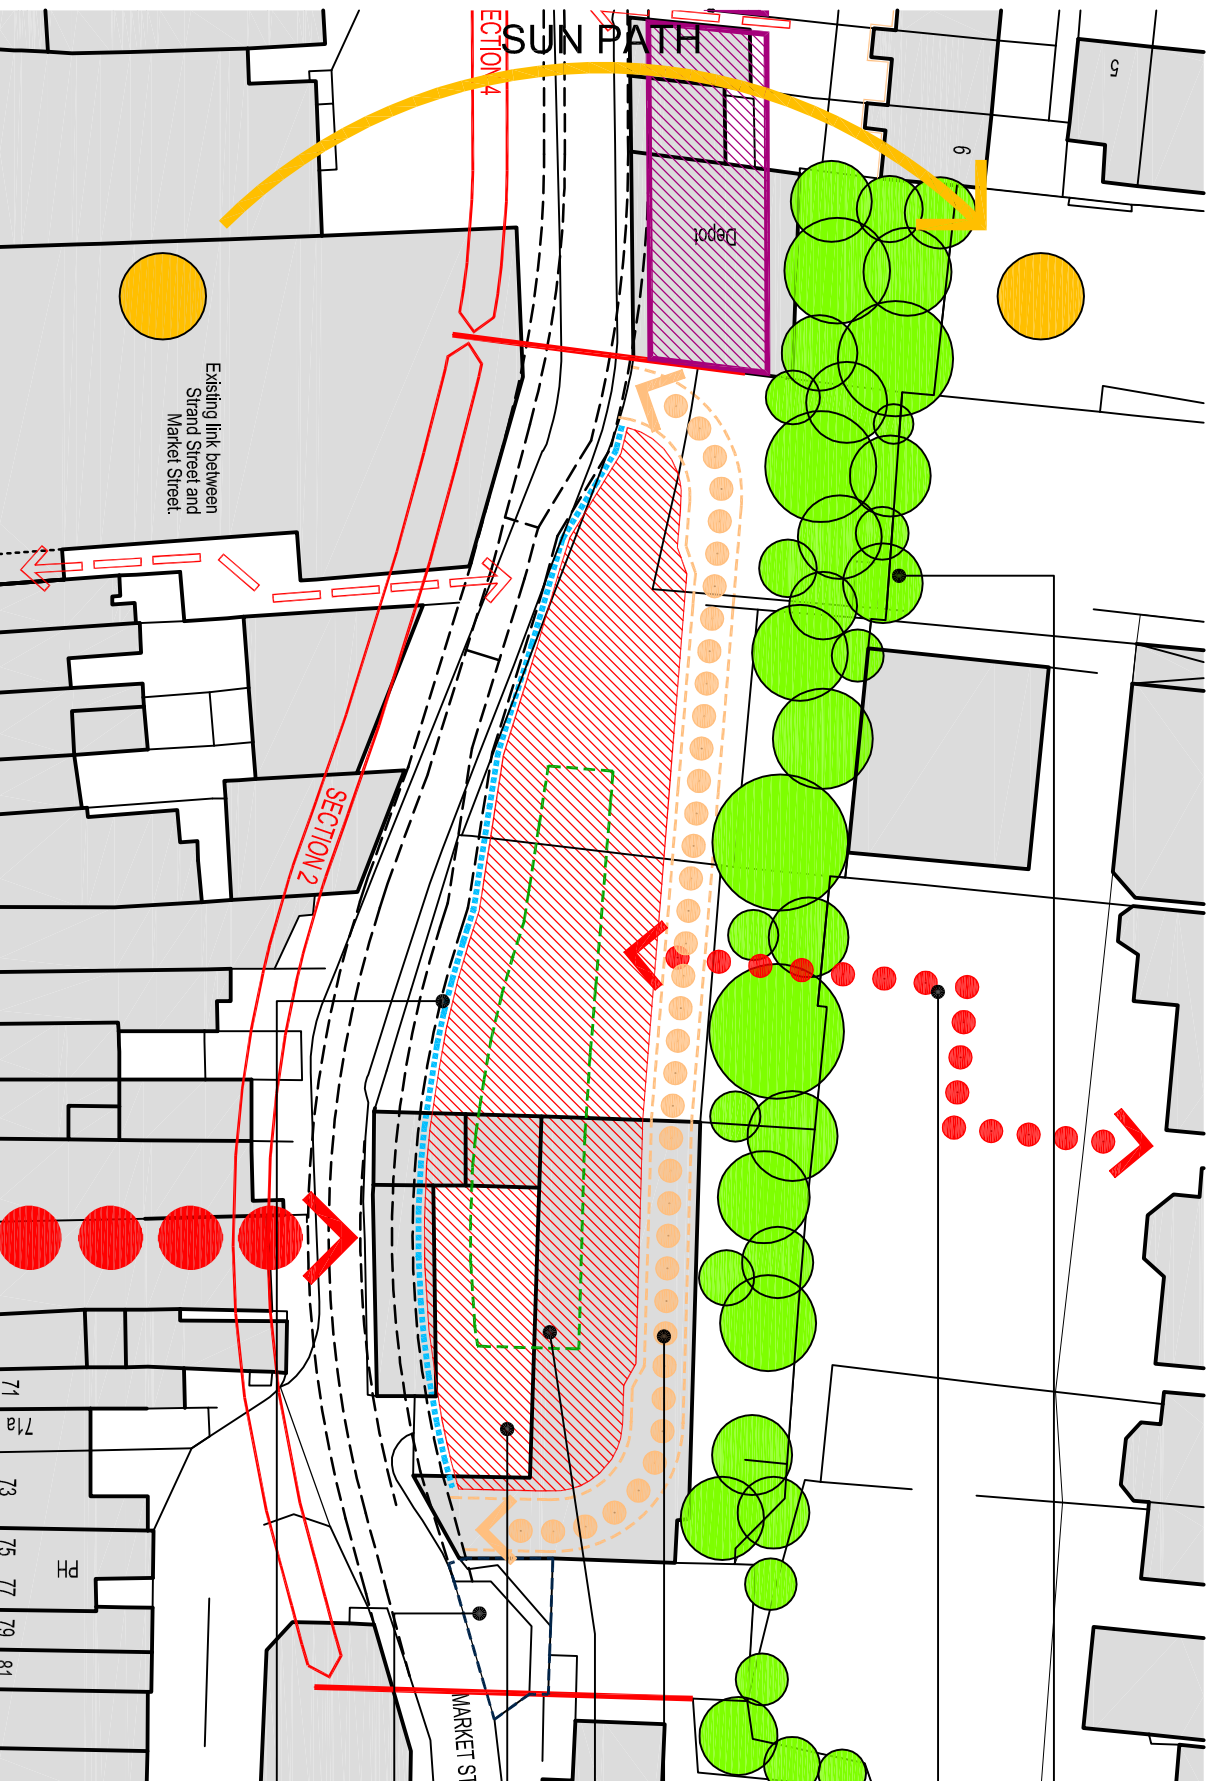 SUN PATH
ECTION 4
5
6
Depot
Existing link between
Strand Street and
Market Street.
SECTION 2
71
71a
73
75
PH
77
79
81
MARKET ST